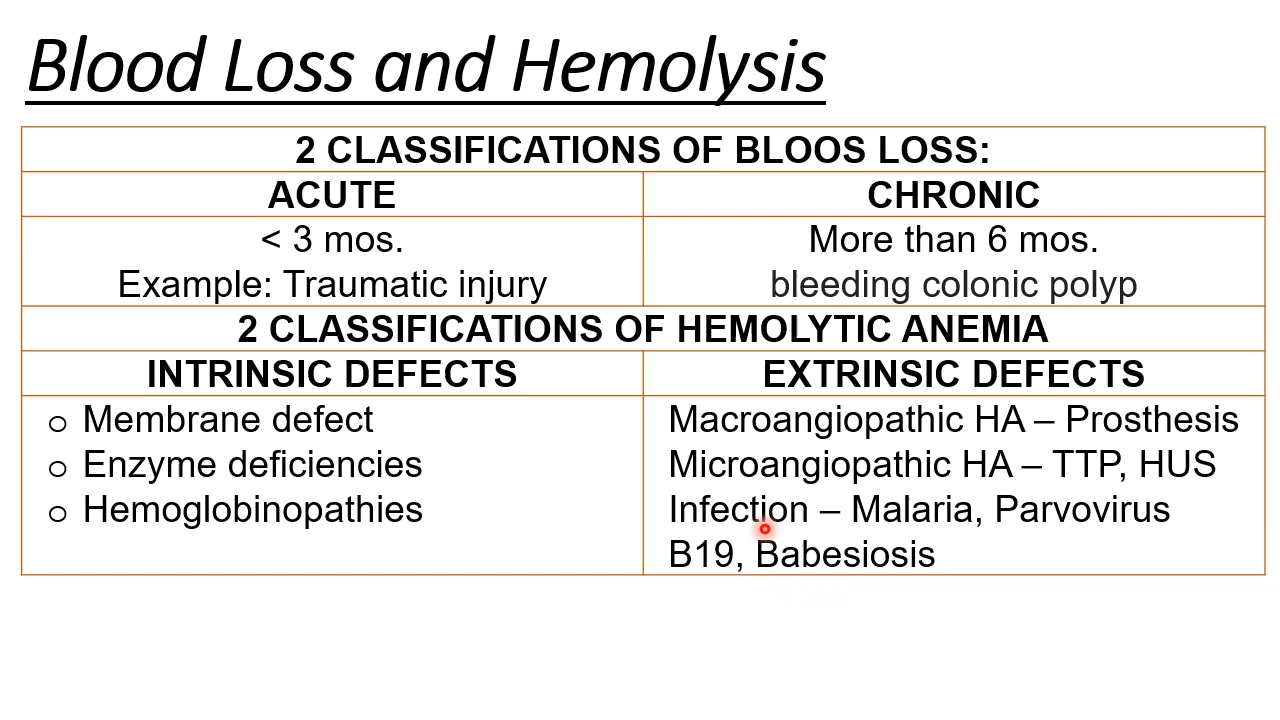 Blood Loss and Hemolysis
2 CLASSIFICATIONS OF BLOOS LOSS:
ACUTE
CHRONIC
< 3 mos.
Example: Traumatic injury
More than 6 mos.
bleeding colonic polyp
2 CLASSIFICATIONS OF HEMOLYTIC ANEMIA
INTRINSIC DEFECTS
EXTRINSIC DEFECTS
o Membrane defect
o Enzyme deficiencies
o Hemoglobinopathies
Macroangiopathic HA – Prosthesis
Microangiopathic HA – TTP, HUS
Infection – Malaria, Parvovirus
B19, Babesiosis